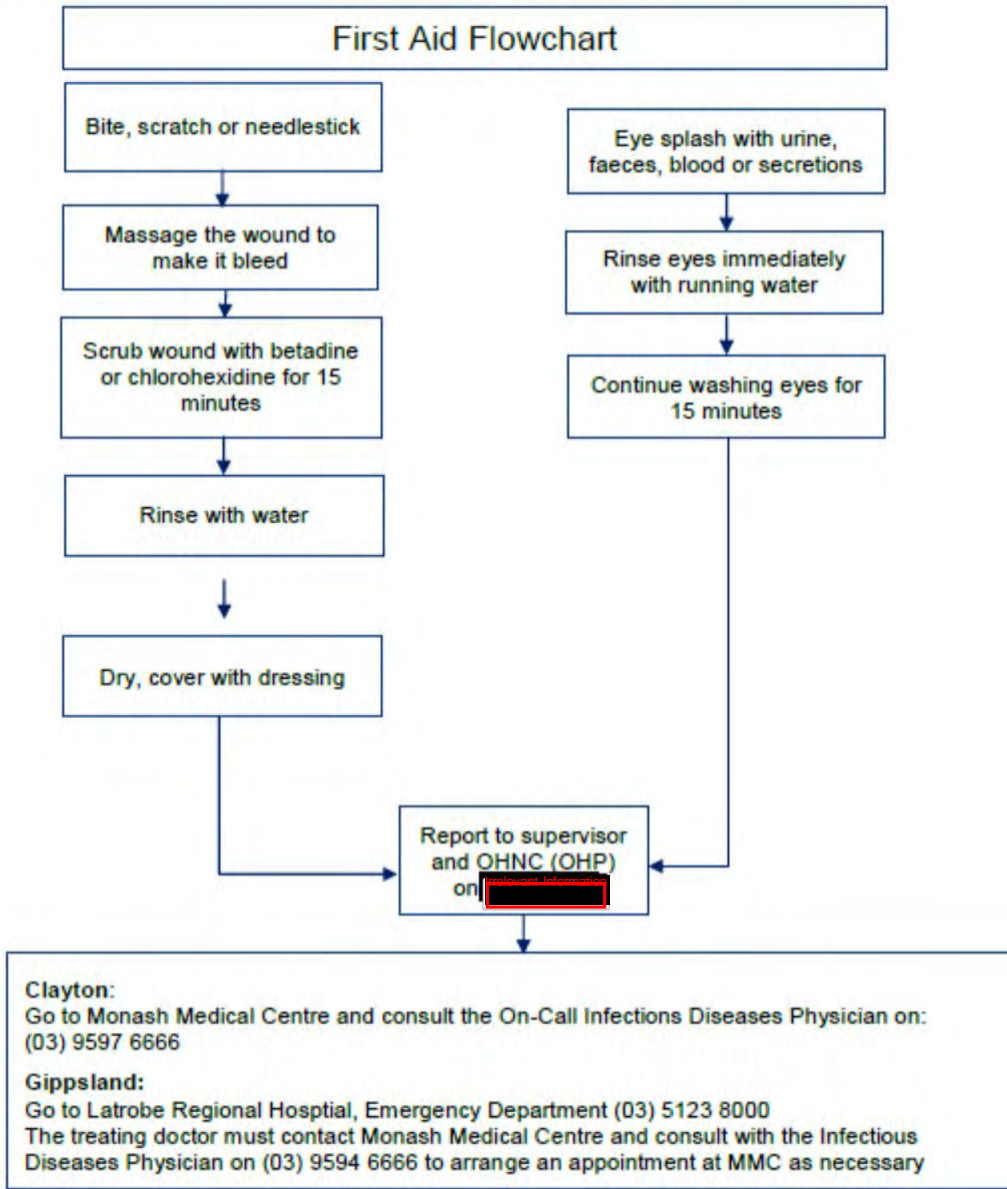 First Aid Flowchart
Bite, scratch or needlestick
Massage the wound to
make it bleed
Scrub wound with betadine
or chlorohexidine for 15
minutes
Rinse with water
Dry, cover with dressing
Eye splash with urine,
faeces, blood or secretions
Rinse eyes immediately
with running water
Continue washing eyes for
15 minutes
Report to supervisor
and OHNC (OHP)
on
Irrelevant Information
Clayton:
Go to Monash Medical Centre and consult the On-Call Infections Diseases Physician on:
(03) 9597 6666
Gippsland:
Go to Latrobe Regional Hosptial, Emergency Department (03) 5123 8000
The treating doctor must contact Monash Medical Centre and consult with the Infectious
Diseases Physician on (03) 9594 6666 to arrange an appointment at MMC as necessary